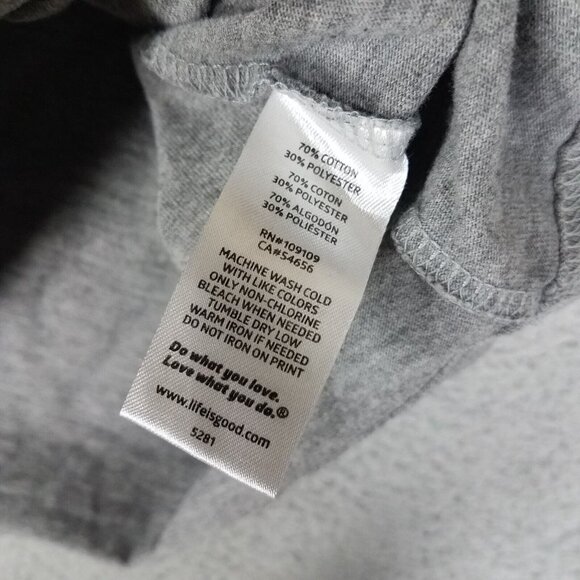 70% COTTON
30% POLYESTER
70% COTON
30% POLYESTER
70% ALGODÓN
30% POLIÉSTER
RN#109109
CA#54656
MACHINE WASH COLD
WITH LIKE COLORS
ONLY NON-CHLORINE
BLEACH WHEN NEEDED
TUMBLE DRY LOW
WARM IRON IF NEEDED
DO NOT IRON ON PRINT
Do what you love.
Love what you do.®
www.lifeisgood.com
5281